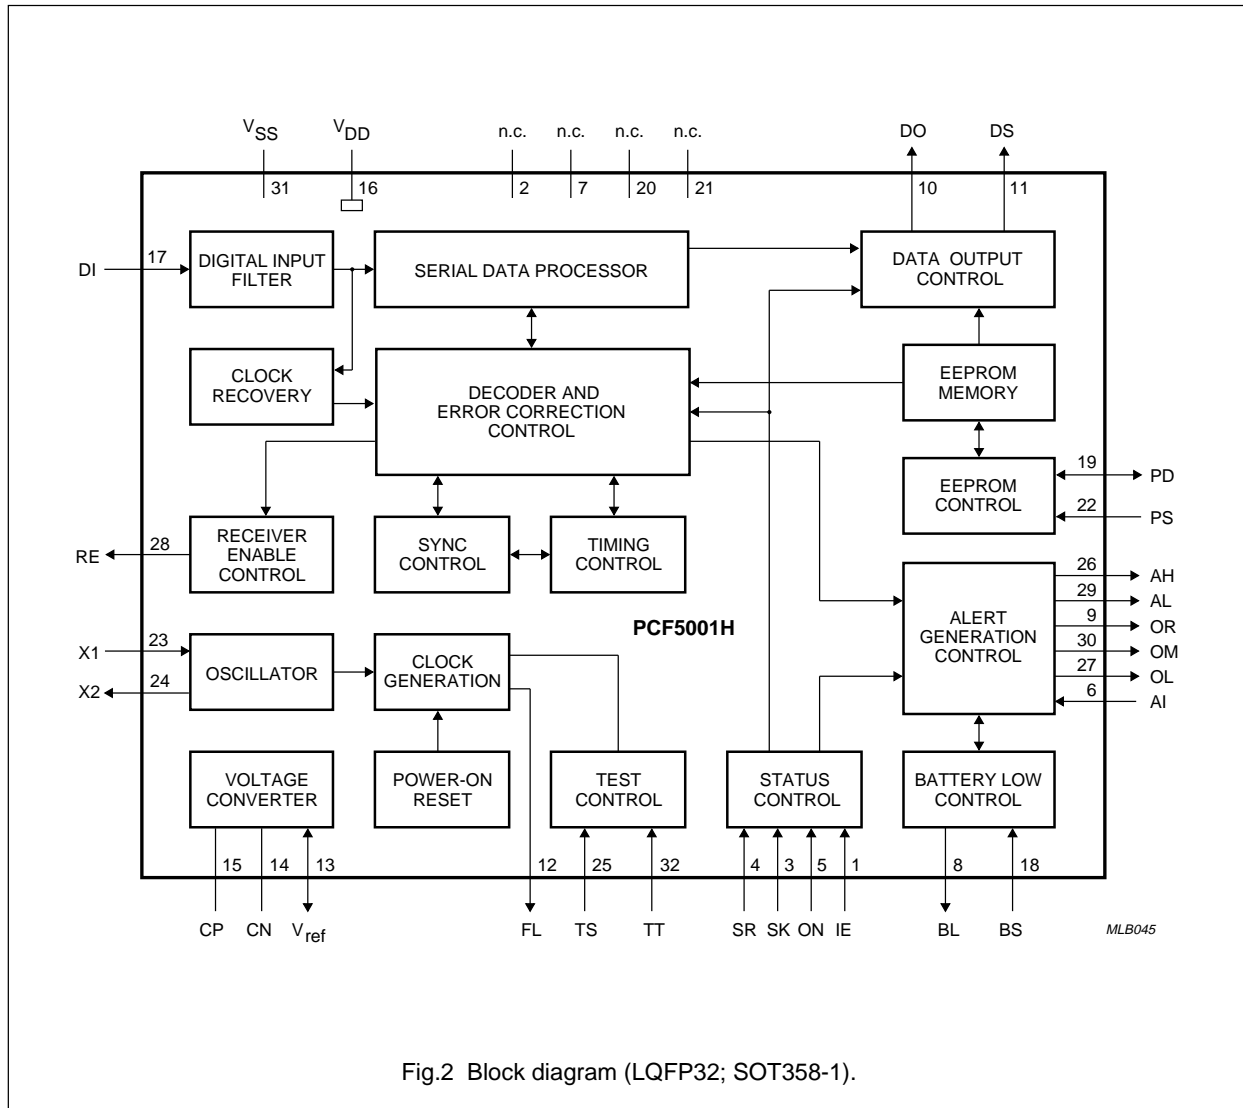 VSS
VDD
n.c.
n.c.
n.c.
n.c.
DO
DS
31
16
2
7
20
21
10
11
DI
17
DIGITAL INPUT
FILTER
SERIAL DATA PROCESSOR
DATA OUTPUT
CONTROL
CLOCK
RECOVERY
DECODER AND
ERROR CORRECTION
CONTROL
EEPROM
MEMORY
EEPROM
CONTROL
19
PD
22
PS
RE
28
RECEIVER
ENABLE
CONTROL
SYNC
CONTROL
TIMING
CONTROL
PCF5001H
ALERT
GENERATION
CONTROL
26
AH
29
AL
9
OR
30
OM
27
OL
6
AI
X1
23
X2
24
OSCILLATOR
CLOCK
GENERATION
VOLTAGE
CONVERTER
POWER-ON
RESET
TEST
CONTROL
STATUS
CONTROL
BATTERY LOW
CONTROL
15
14
13
12
25
32
4
3
5
1
8
18
CP
CN
Vref
FL
TS
TT
SR
SK
ON
IE
BL
BS
MLB045
Fig.2 Block diagram (LQFP32; SOT358-1).